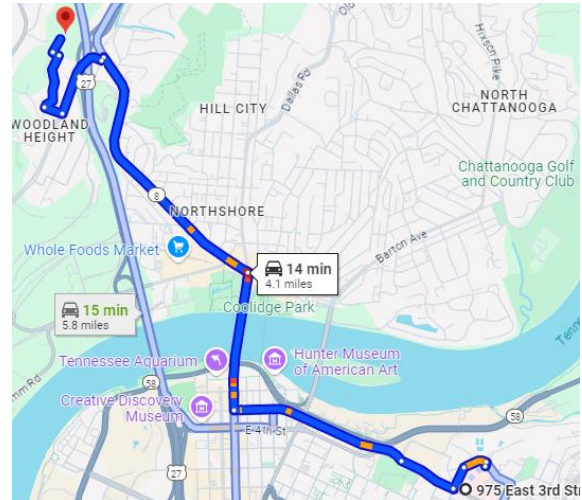 27
HILL CITY
Old
Dallas Rd
Hixson Pike
NORTH
CHATTANOOGA
WOODLAND
HEIGHT
Chattanooga Golf
and Country Club
8
NORTHSHORE
Whole Foods Market
Barton Ave
14 min
4.1 miles
15 min
5.8 miles
Coolidge Park
Tennessee Aquarium
Hunter Museum
of American Art
58
Creative Discovery
Museum
E 4th St
58
27
975 East 3rd Str